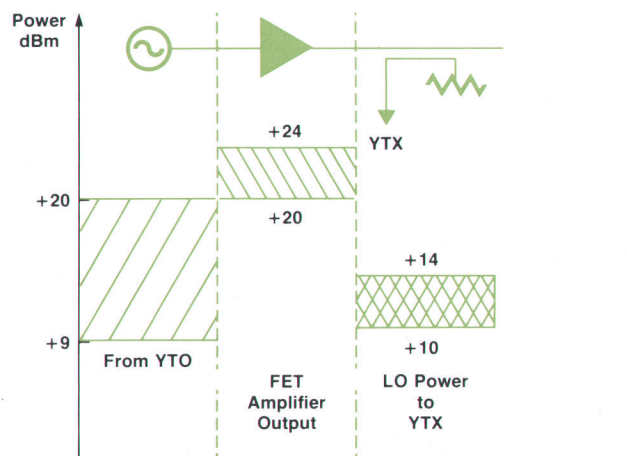 Power
dBm
+24
YTX
+20
+20
+14
+9
+10
From YTO
FET
Amplifier
Output
LO Power
to
YTX